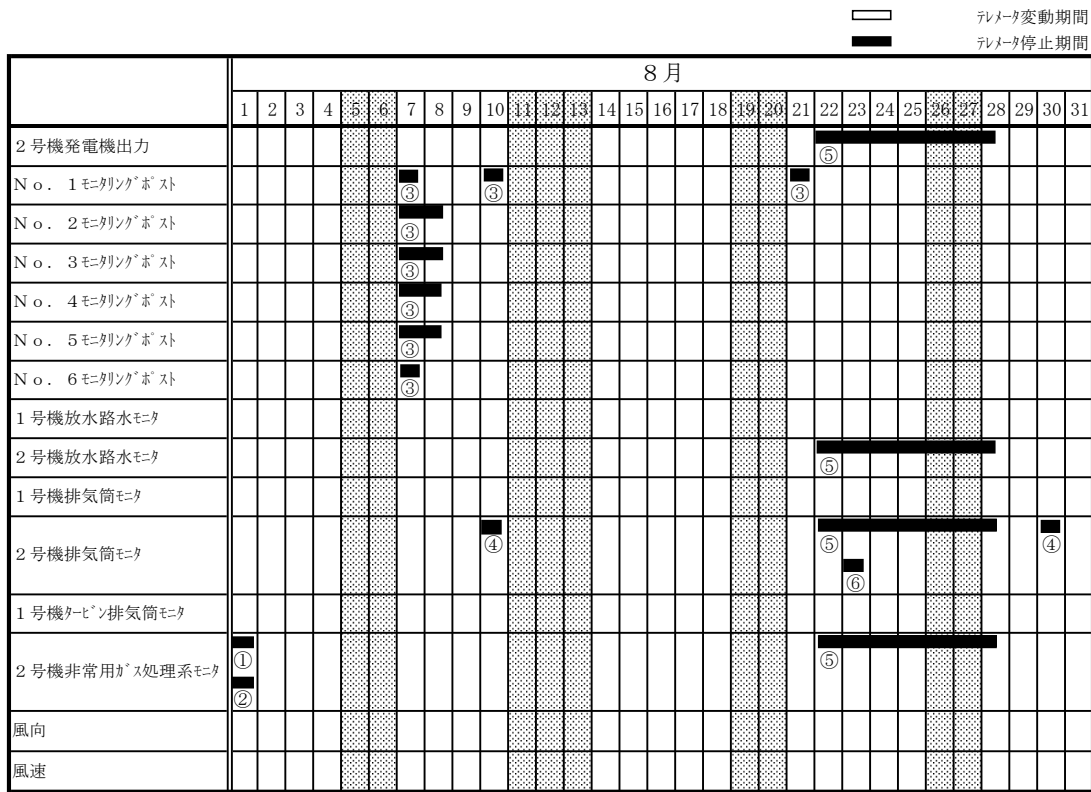 ﾃﾚﾒｰﾀ変動期間
ﾃﾚﾒｰﾀ停止期間
８月
1 2 3 4 5 6 7 8 9 10 11 12 13 14 15 16 17 18 19 20 21 22 23 24 25 26 27 28 29 30 31
２号機発電機出力
⑤
Ｎｏ．１ﾓﾆﾀﾘﾝｸﾞﾎﾟｽﾄ
③ ③ ③
Ｎｏ．２ﾓﾆﾀﾘﾝｸﾞﾎﾟｽﾄ
③
Ｎｏ．３ﾓﾆﾀﾘﾝｸﾞﾎﾟｽﾄ
③
Ｎｏ．４ﾓﾆﾀﾘﾝｸﾞﾎﾟｽﾄ
③
Ｎｏ．５ﾓﾆﾀﾘﾝｸﾞﾎﾟｽﾄ
③
Ｎｏ．６ﾓﾆﾀﾘﾝｸﾞﾎﾟｽﾄ
③
１号機放水路水ﾓﾆﾀ
２号機放水路水ﾓﾆﾀ
⑤
１号機排気筒ﾓﾆﾀ
２号機排気筒ﾓﾆﾀ
④ ⑤ ④
⑥
１号機ﾀｰﾋﾞﾝ排気筒ﾓﾆﾀ
２号機非常用ｶﾞｽ処理系ﾓﾆﾀ
① ⑤
②
風向
風速